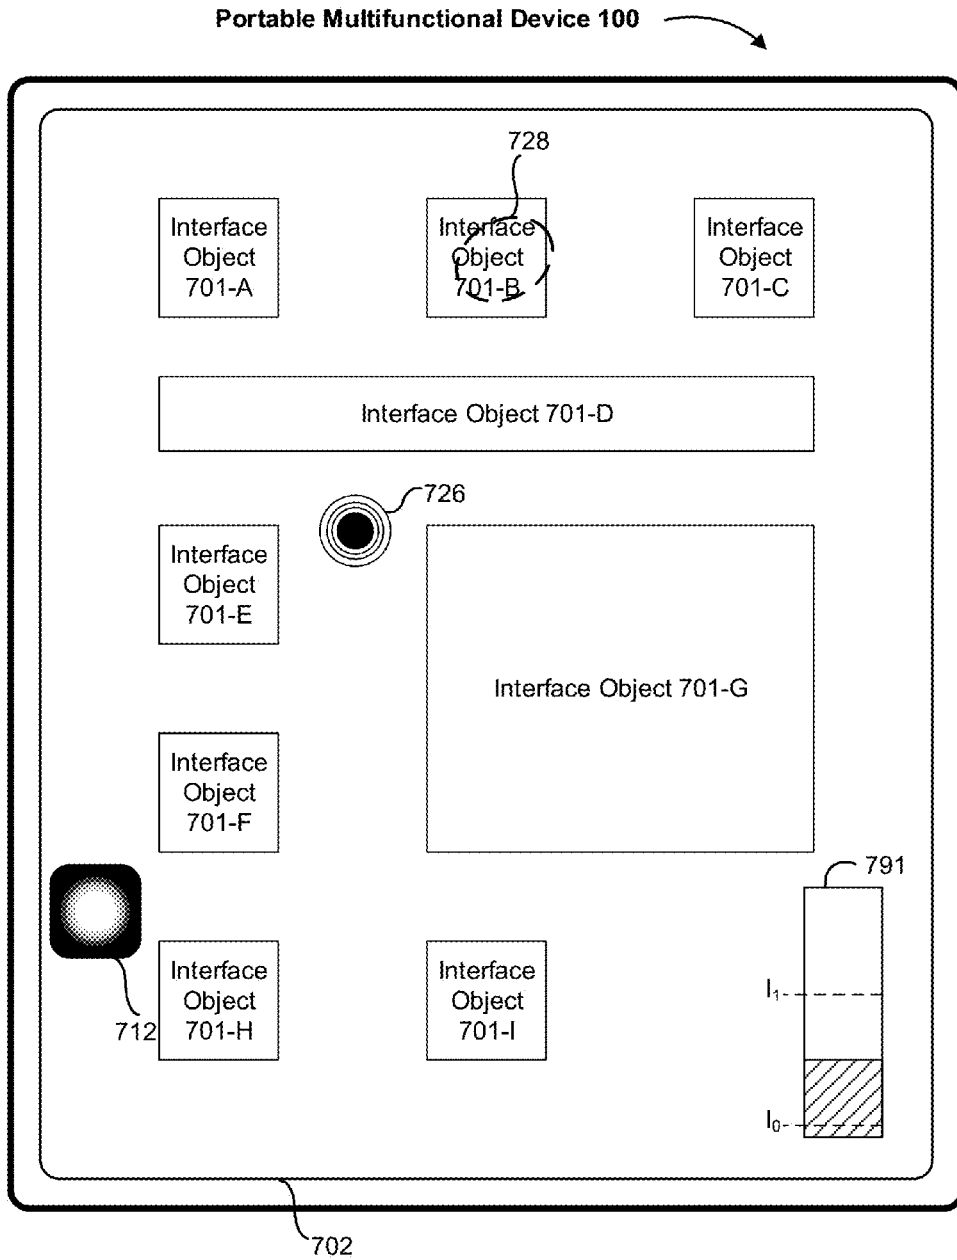 Portable Multifunctional Device 100
728
Interface
Object
701-A
Interface
Object
701-B
Interface
Object
701-C
Interface Object 701-D
726
Interface
Object
701-E
Interface Object 701-G
Interface
Object
701-F
791
712
Interface
Object
701-H
Interface
Object
701-I
I₁
I₀
702